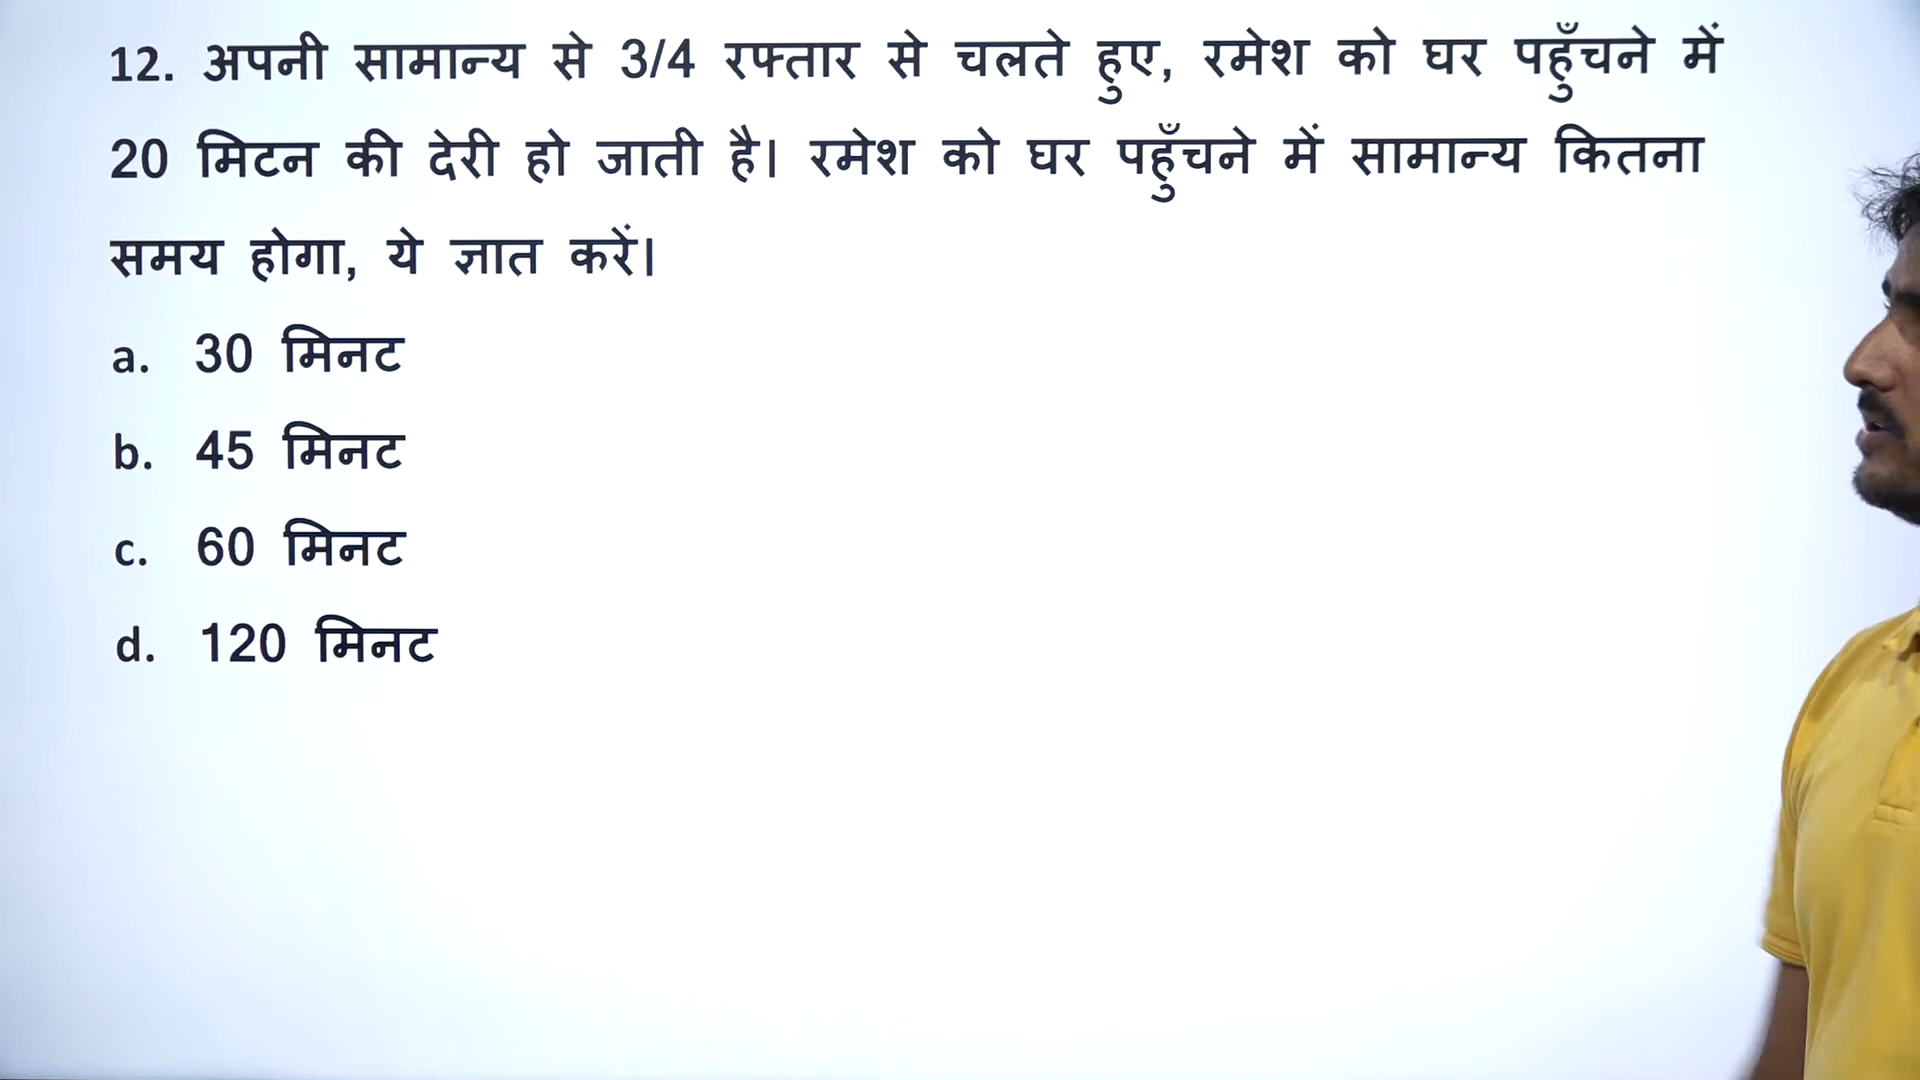 12. अपनी सामान्य से 3/4 रफ्तार से चलते हुए, रमेश को घर पहुँचने में
20 मिटन की देरी हो जाती है। रमेश को घर पहुँचने में सामान्य कितना
समय होगा, ये ज्ञात करें।
a. 30 मिनट
b. 45 मिनट
c. 60 मिनट
d. 120 मिनट